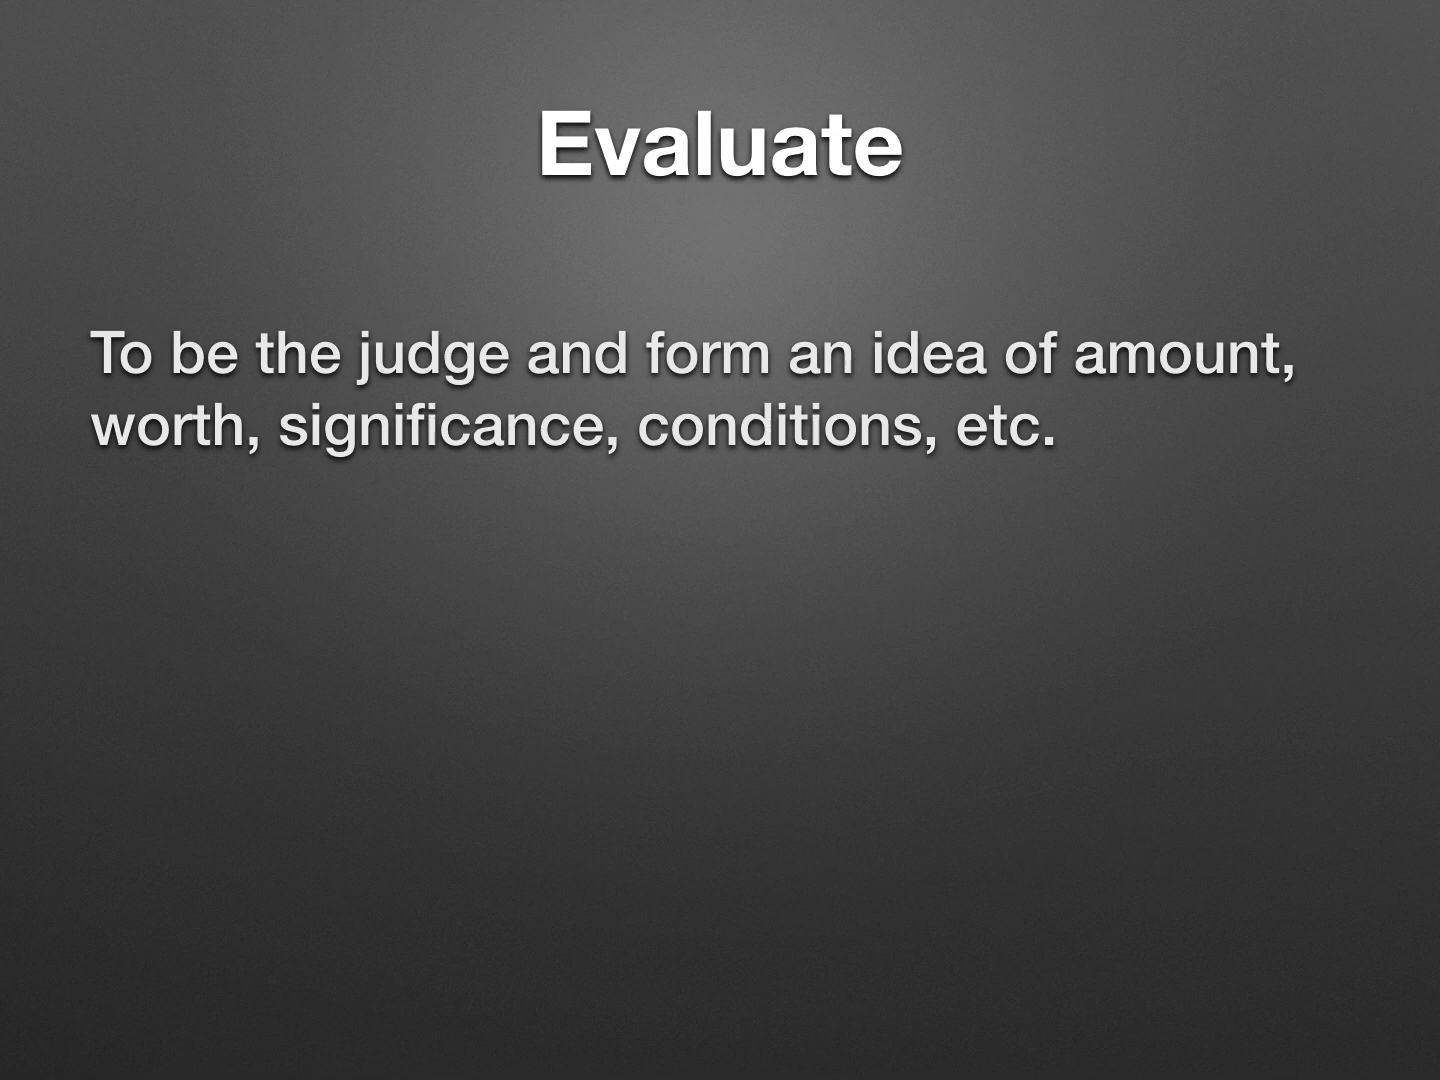 Evaluate
To be the judge and form an idea of amount,
worth, significance, conditions, etc.